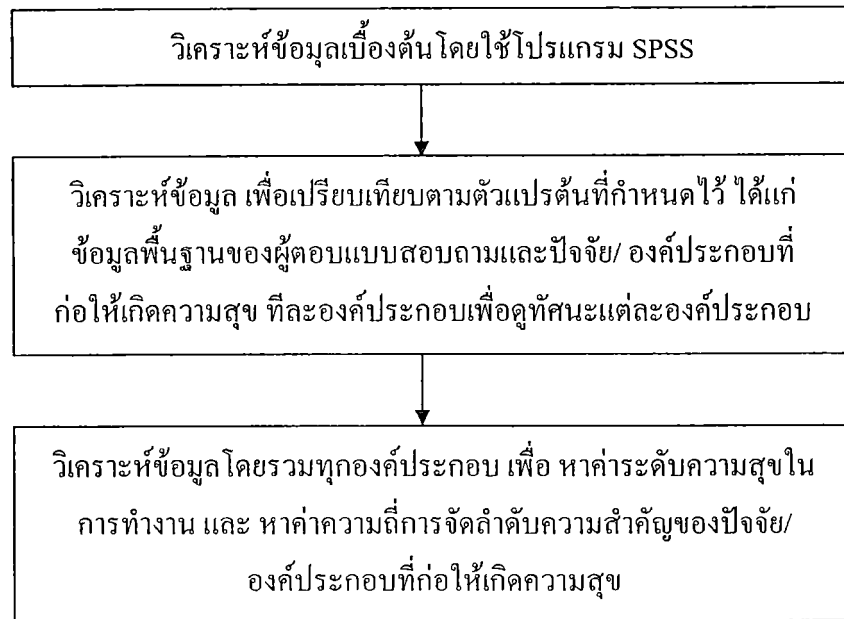 วิเคราะห์ข้อมูลเบื้องต้นโดยใช้โปรแกรม SPSS
วิเคราะห์ข้อมูล เพื่อเปรียบเทียบตามตัวแปรต้นที่กำหนดไว้ ได้แก่
ข้อมูลพื้นฐานของผู้ตอบแบบสอบถามและปัจจัย/ องค์ประกอบที่
ก่อให้เกิดความสุข ทีละองค์ประกอบเพื่อดูทัศนะแต่ละองค์ประกอบ
วิเคราะห์ข้อมูลโดยรวมทุกองค์ประกอบ เพื่อ หาค่าระดับความสุขใน
การทำงาน และ หาค่าความถี่การจัดลำดับความสำคัญของปัจจัย/
องค์ประกอบที่ก่อให้เกิดความสุข